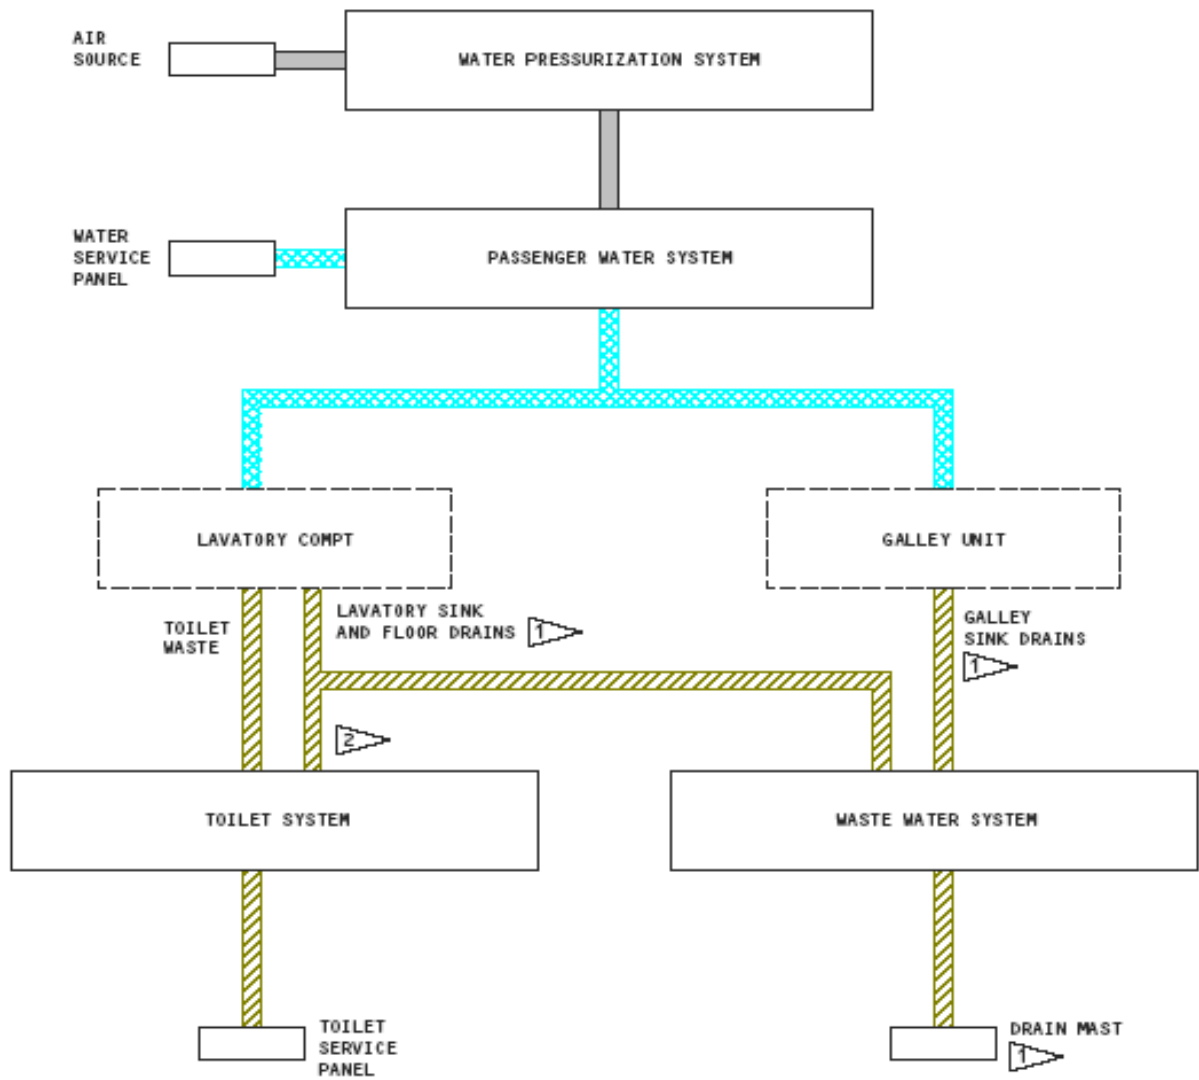 AIR
SOURCE
WATER PRESSURIZATION SYSTEM
WATER
SERVICE
PANEL
PASSENGER WATER SYSTEM
LAVATORY COMPT
GALLEY UNIT
TOILET
WASTE
LAVATORY SINK
AND FLOOR DRAINS 1
GALLEY
SINK DRAINS
1
2
TOILET SYSTEM
WASTE WATER SYSTEM
TOILET
SERVICE
PANEL
DRAIN MAST
1